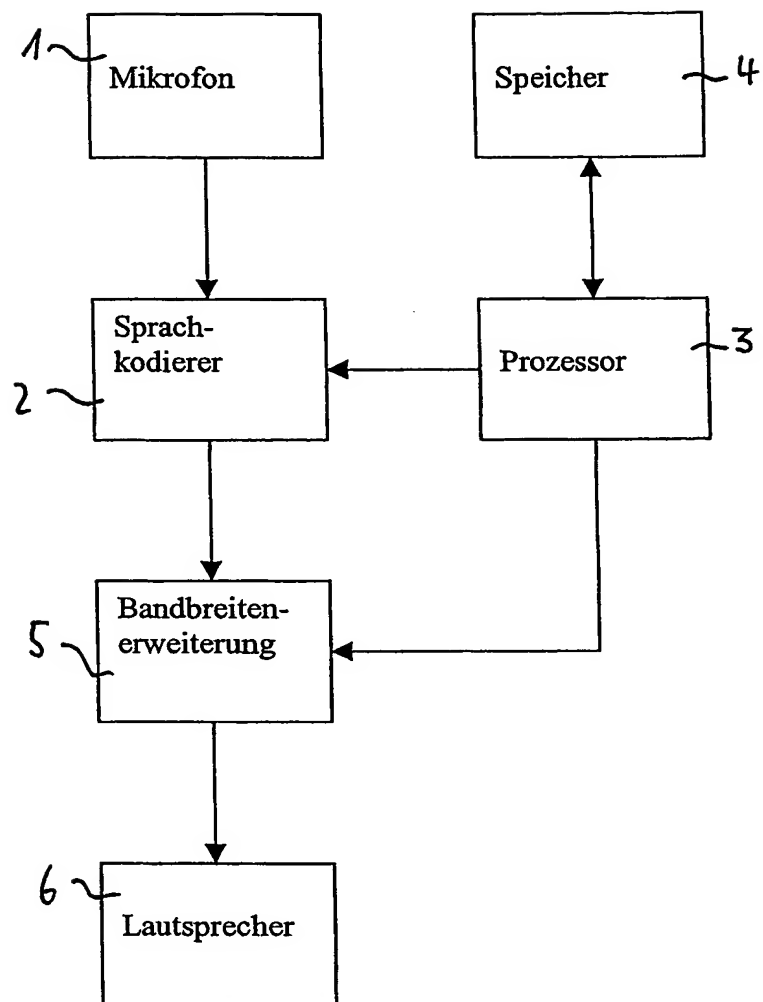 1
Mikrofon
Speicher
4
Sprach-
kodierer
2
Prozessor
3
Bandbreiten-
erweiterung
5
6
Lautsprecher